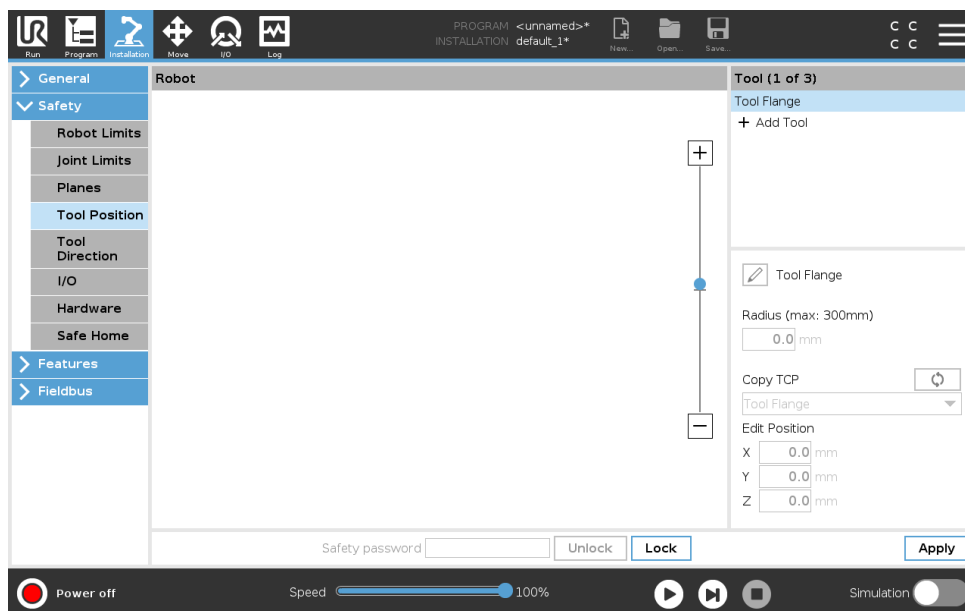 PROGRAM <unnamed>*
INSTALLATION default_1*
UR
Run Program Installation Move I/O Log New... Open... Save...
C C
C C
General
Safety
Robot Limits
Joint Limits
Planes
Tool Position
Tool
Direction
I/O
Hardware
Safe Home
Features
Fieldbus
Robot
Tool (1 of 3)
Tool Flange
+ Add Tool
Tool Flange
Radius (max: 300mm)
0.0 mm
Copy TCP
Tool Flange
Edit Position
X 0.0 mm
Y 0.0 mm
Z 0.0 mm
Safety password Unlock Lock Apply
Power off Speed 100% Simulation